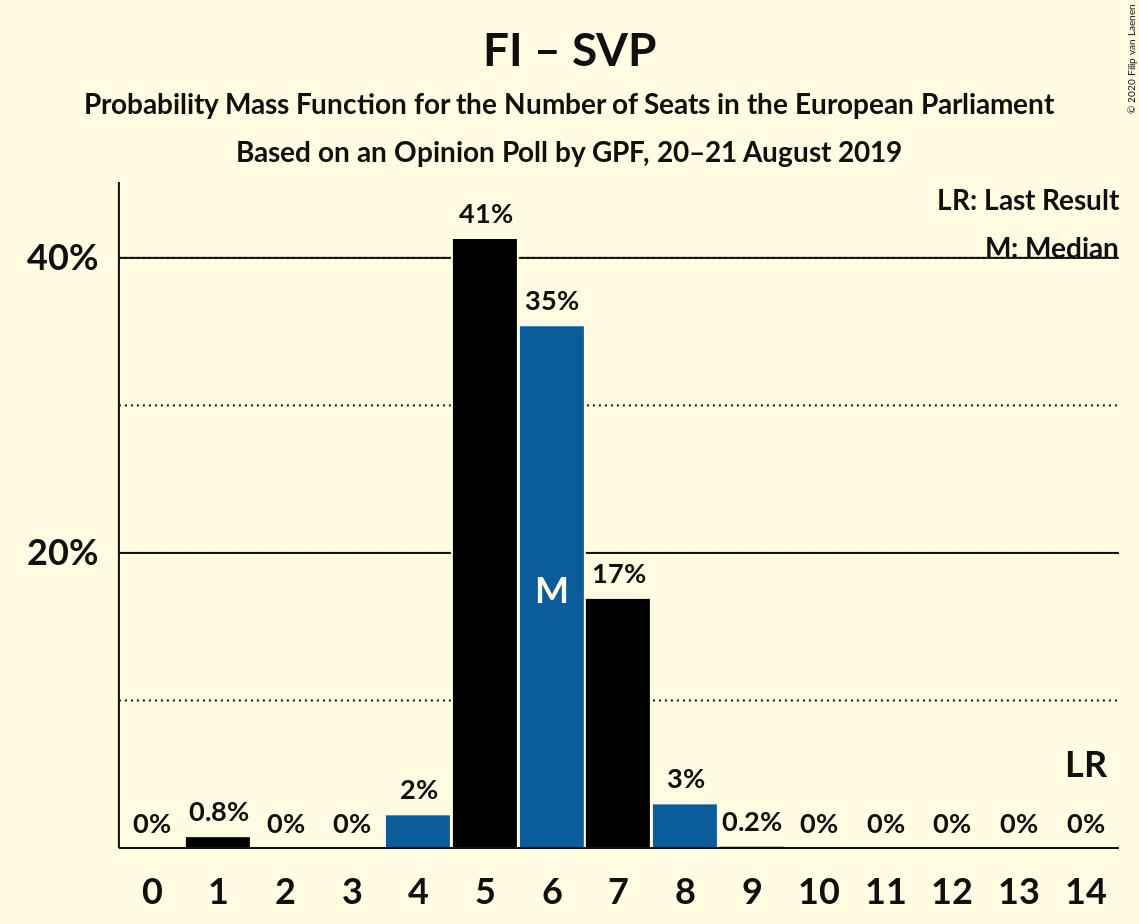 FI – SVP
Probability Mass Function for the Number of Seats in the European Parliament
Based on an Opinion Poll by GPF, 20–21 August 2019
© 2020 Filip van Laenen
LR: Last Result
M: Median
40%
20%
0%
0.8%
0%
0%
2%
41%
35%
17%
3%
0.2%
0%
0%
0%
0%
0%
M
LR
0 1 2 3 4 5 6 7 8 9 10 11 12 13 14